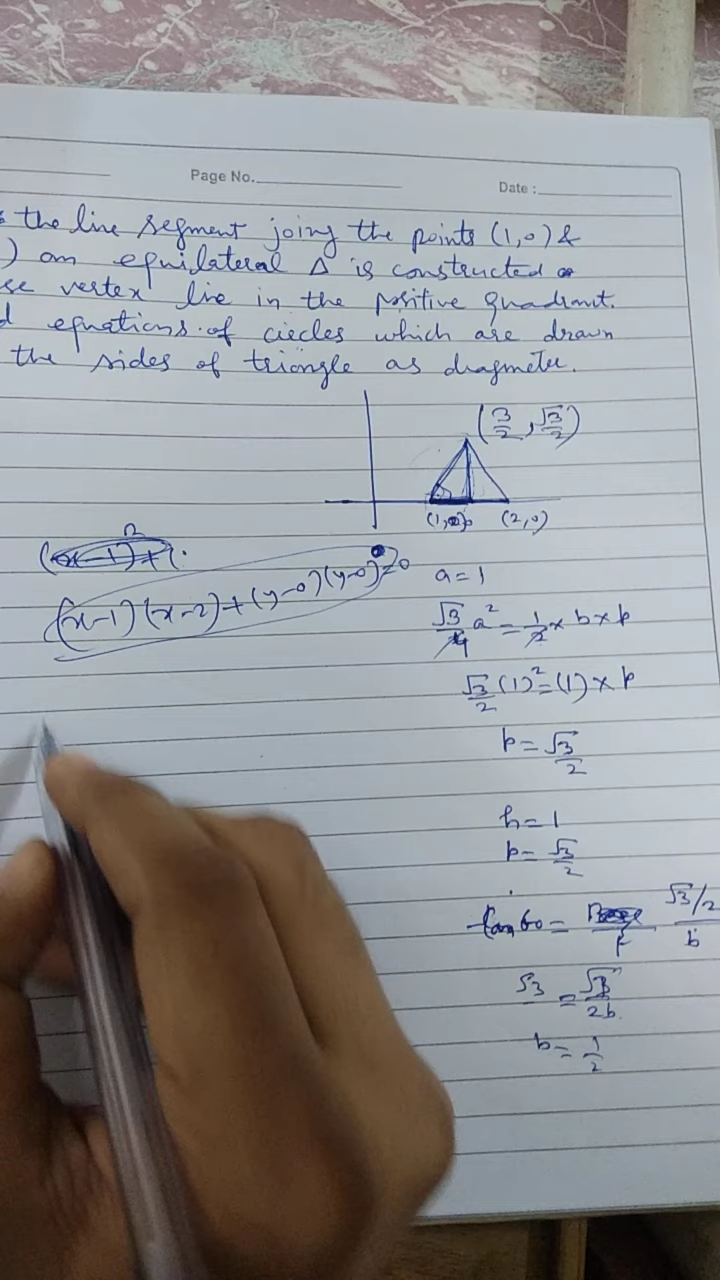 Page No.
Date :
the line segment joing the points (1,0) &
) an equilateral Δ is constructed
se vertex lie in the positive quadrant.
d equations of circles which are drawn
the sides of triangle as diagmeter.
(3/2, √3/2)
(1,0) (2,0)
(x-1)(x-2)+(y-0)(y-0)=0
a = 1
√3/4 a² = 1/2 × b × p
√3/2 (1)² = (1) × p
p = √3/2
h = 1
p = √3/2
tan 60 = √3/2 / b
√3 = √3/2b
b = 1/2